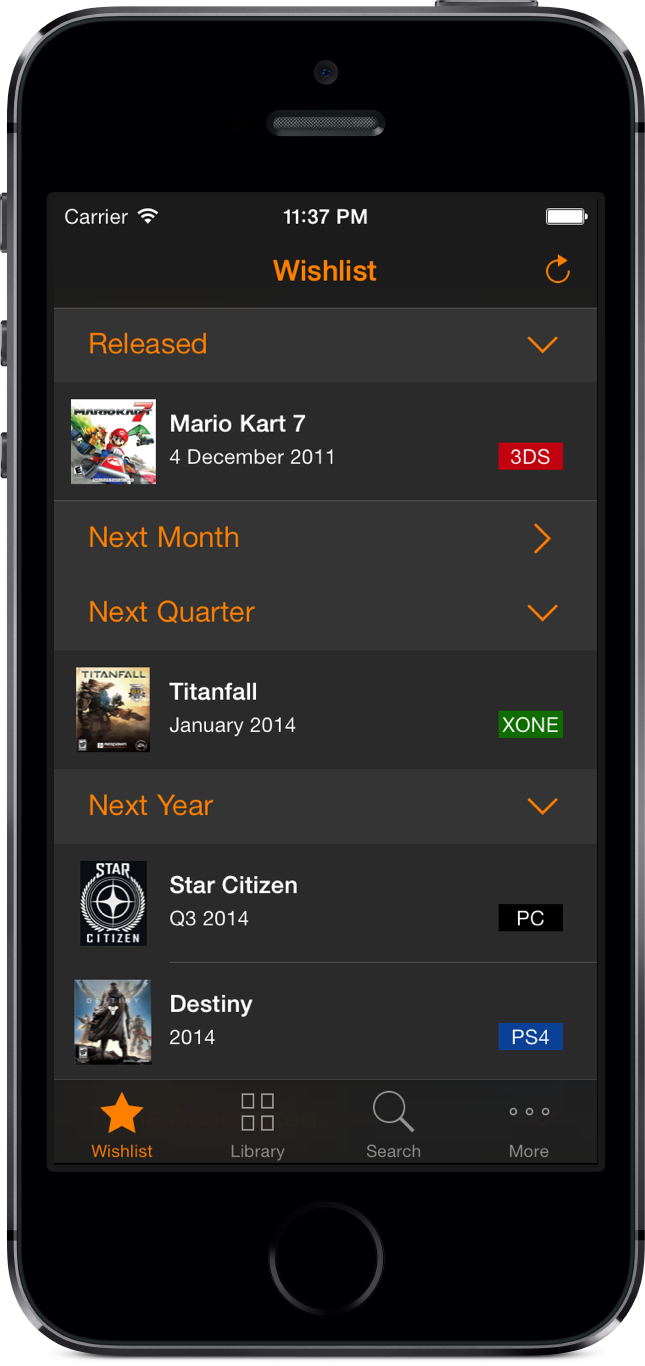 Carrier 11:37 PM
Wishlist
Released
MARIOKART 7
Mario Kart 7
4 December 2011
3DS
Next Month
Next Quarter
TITANFALL
Titanfall
January 2014
XONE
Next Year
STAR
CITIZEN
Star Citizen
Q3 2014
PC
DESTINY
Destiny
2014
PS4
Wishlist Library Search More